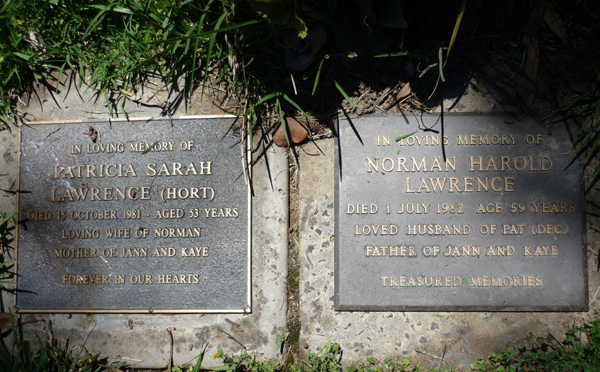 IN LOVING MEMORY OF
PATRICIA SARAH
LAWRENCE (HORT)
DIED 15 OCTOBER 1981 - AGED 53 YEARS
LOVING WIFE OF NORMAN
MOTHER OF JANN AND KAYE
FOREVER IN OUR HEARTS
IN LOVING MEMORY OF
NORMAN HAROLD
LAWRENCE
DIED 1 JULY 1982 AGE 59 YEARS
LOVED HUSBAND OF PAT (DEC)
FATHER OF JANN AND KAYE
TREASURED MEMORIES